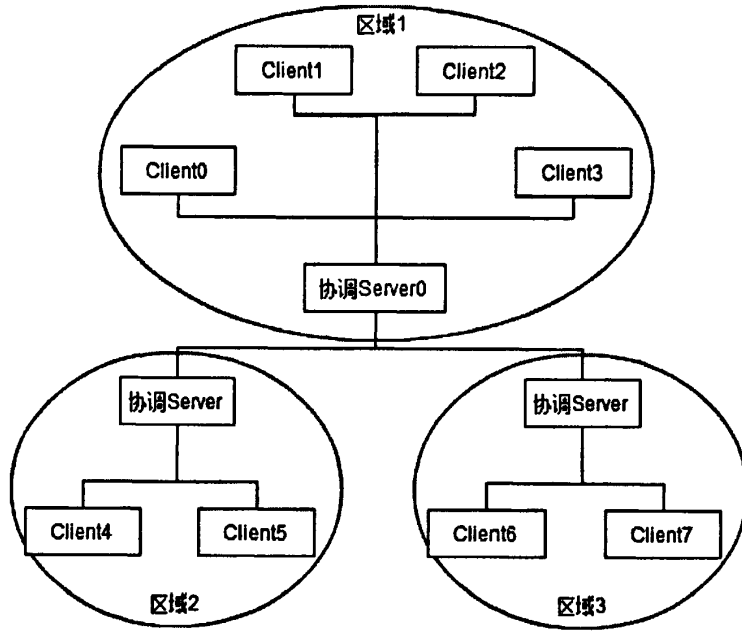 区域1
Client1
Client2
Client0
Client3
协调Server0
协调Server
协调Server
Client4
Client5
Client6
Client7
区域2
区域3